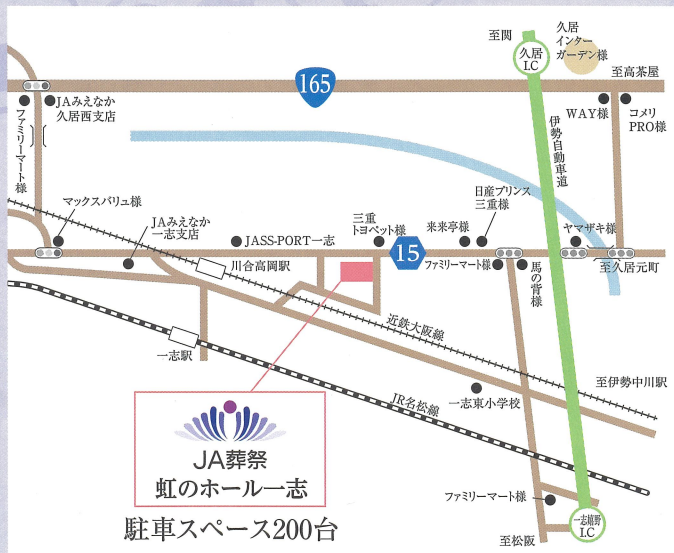 至関
久居
I.C
久居
インター
ガーデン様
至高茶屋
165
JAみえなか
久居西支店
ファミリーマート様
WAY様
コメリ
PRO様
伊勢自動車道
マックスバリュ様
JAみえなか
一志支店
JASS-PORT一志
三重
トヨペット様
来来亭様
日産プリンス
三重様
ヤマザキ様
15
川合高岡駅
ファミリーマート様
馬の背様
至久居元町
近鉄大阪線
一志駅
至伊勢中川駅
JR名松線
一志東小学校
JA葬祭
虹のホール一志
駐車スペース200台
ファミリーマート様
一志嬉野
I.C
至松阪